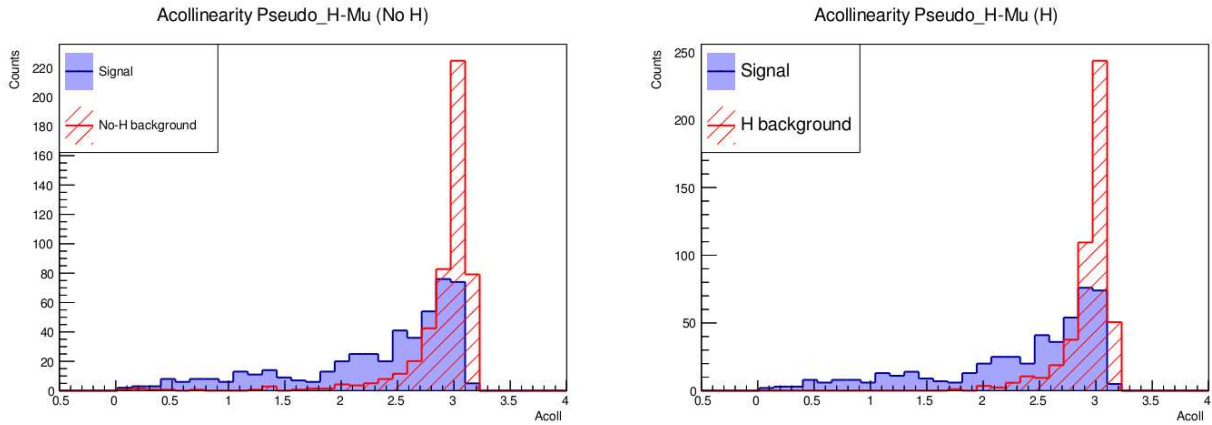 Acollinearity Pseudo_H-Mu (No H)
Counts
220
200
180
160
140
120
100
80
60
40
20
0
Signal
No-H background
0.5 0 0.5 1 1.5 2 2.5 3 3.5 4
Acoll
Acollinearity Pseudo_H-Mu (H)
Counts
250
200
150
100
50
0
Signal
H background
0.5 0 0.5 1 1.5 2 2.5 3 3.5 4
Acoll